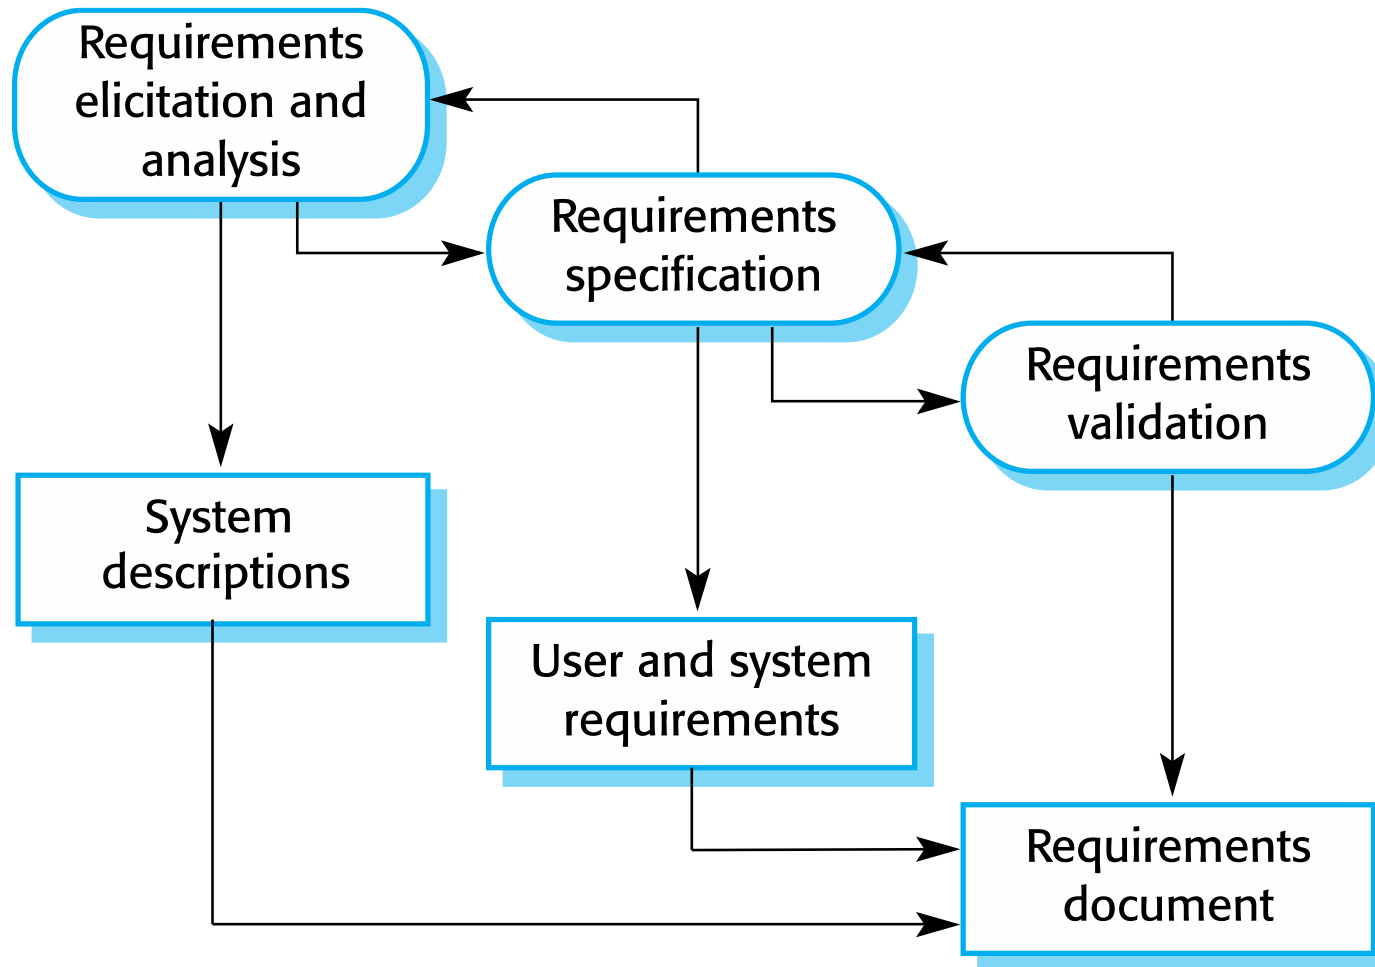 Requirements
elicitation and
analysis
Requirements
specification
Requirements
validation
System
descriptions
User and system
requirements
Requirements
document